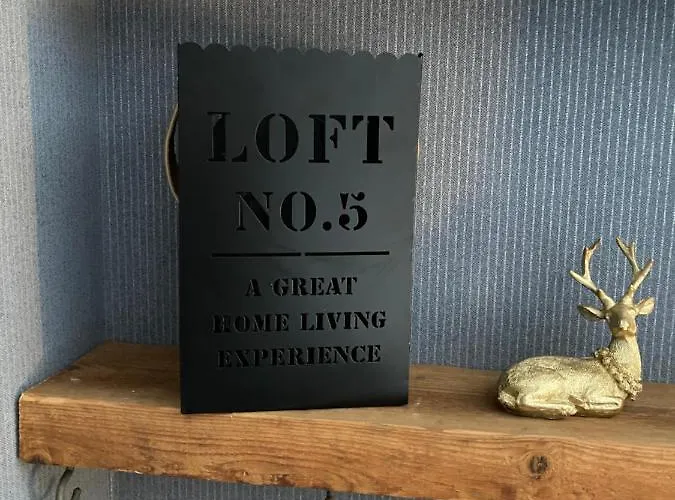 LOFT
NO.5
A GREAT
HOME LIVING
EXPERIENCE